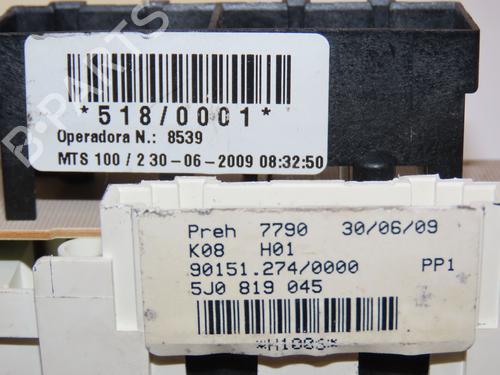 B-PARTS
*518/0001*
Operadora N.: 8539
MTS 100 / 2 30-06-2009 08:32:50
Preh 7790 30/06/09
K08 H01
90151.274/0000 PP1
5J0 819 045